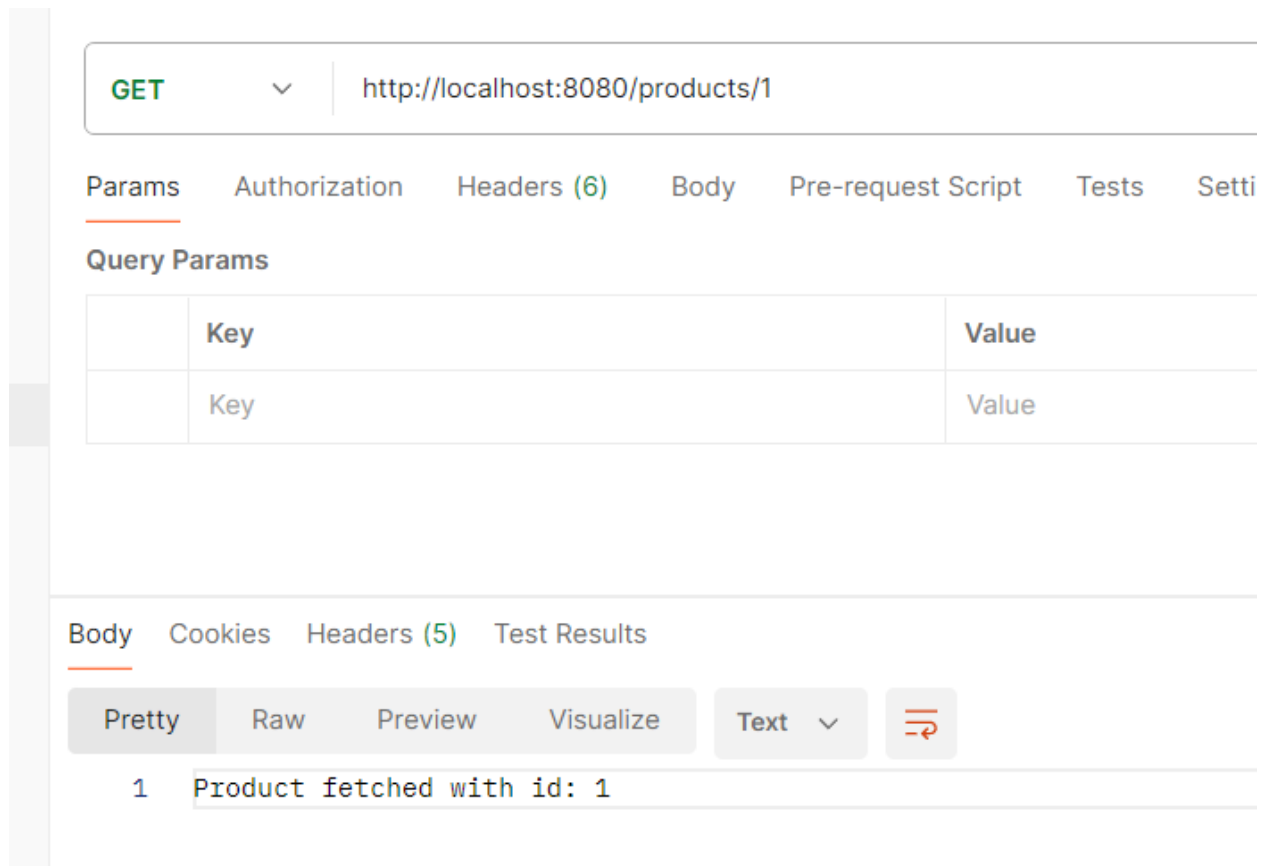 GET http://localhost:8080/products/1
Params Authorization Headers (6) Body Pre-request Script Tests Setti
Query Params
Key Value
Key Value
Body Cookies Headers (5) Test Results
Pretty Raw Preview Visualize Text
1 Product fetched with id: 1